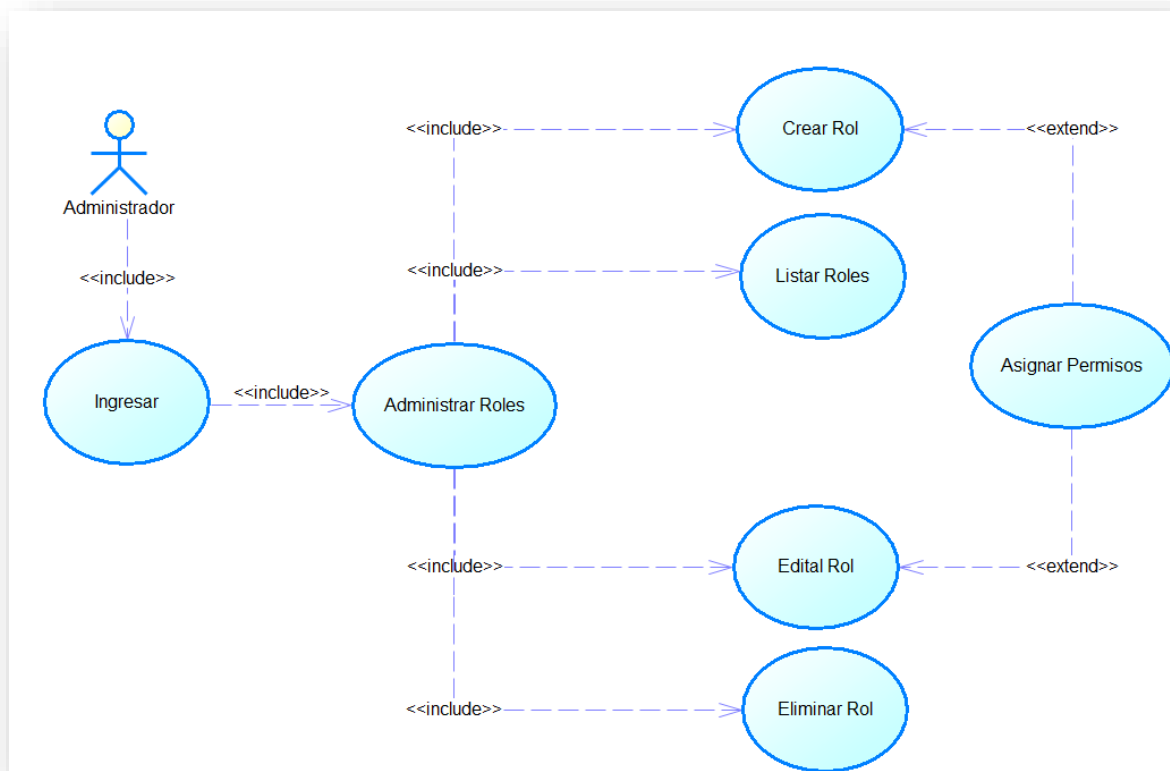 <<include>>
Crear Rol
<<extend>>
Administrador
<<include>>
<<include>>
Listar Roles
Asignar Permisos
Ingresar
<<include>>
Administrar Roles
<<include>>
Edital Rol
<<extend>>
<<include>>
Eliminar Rol